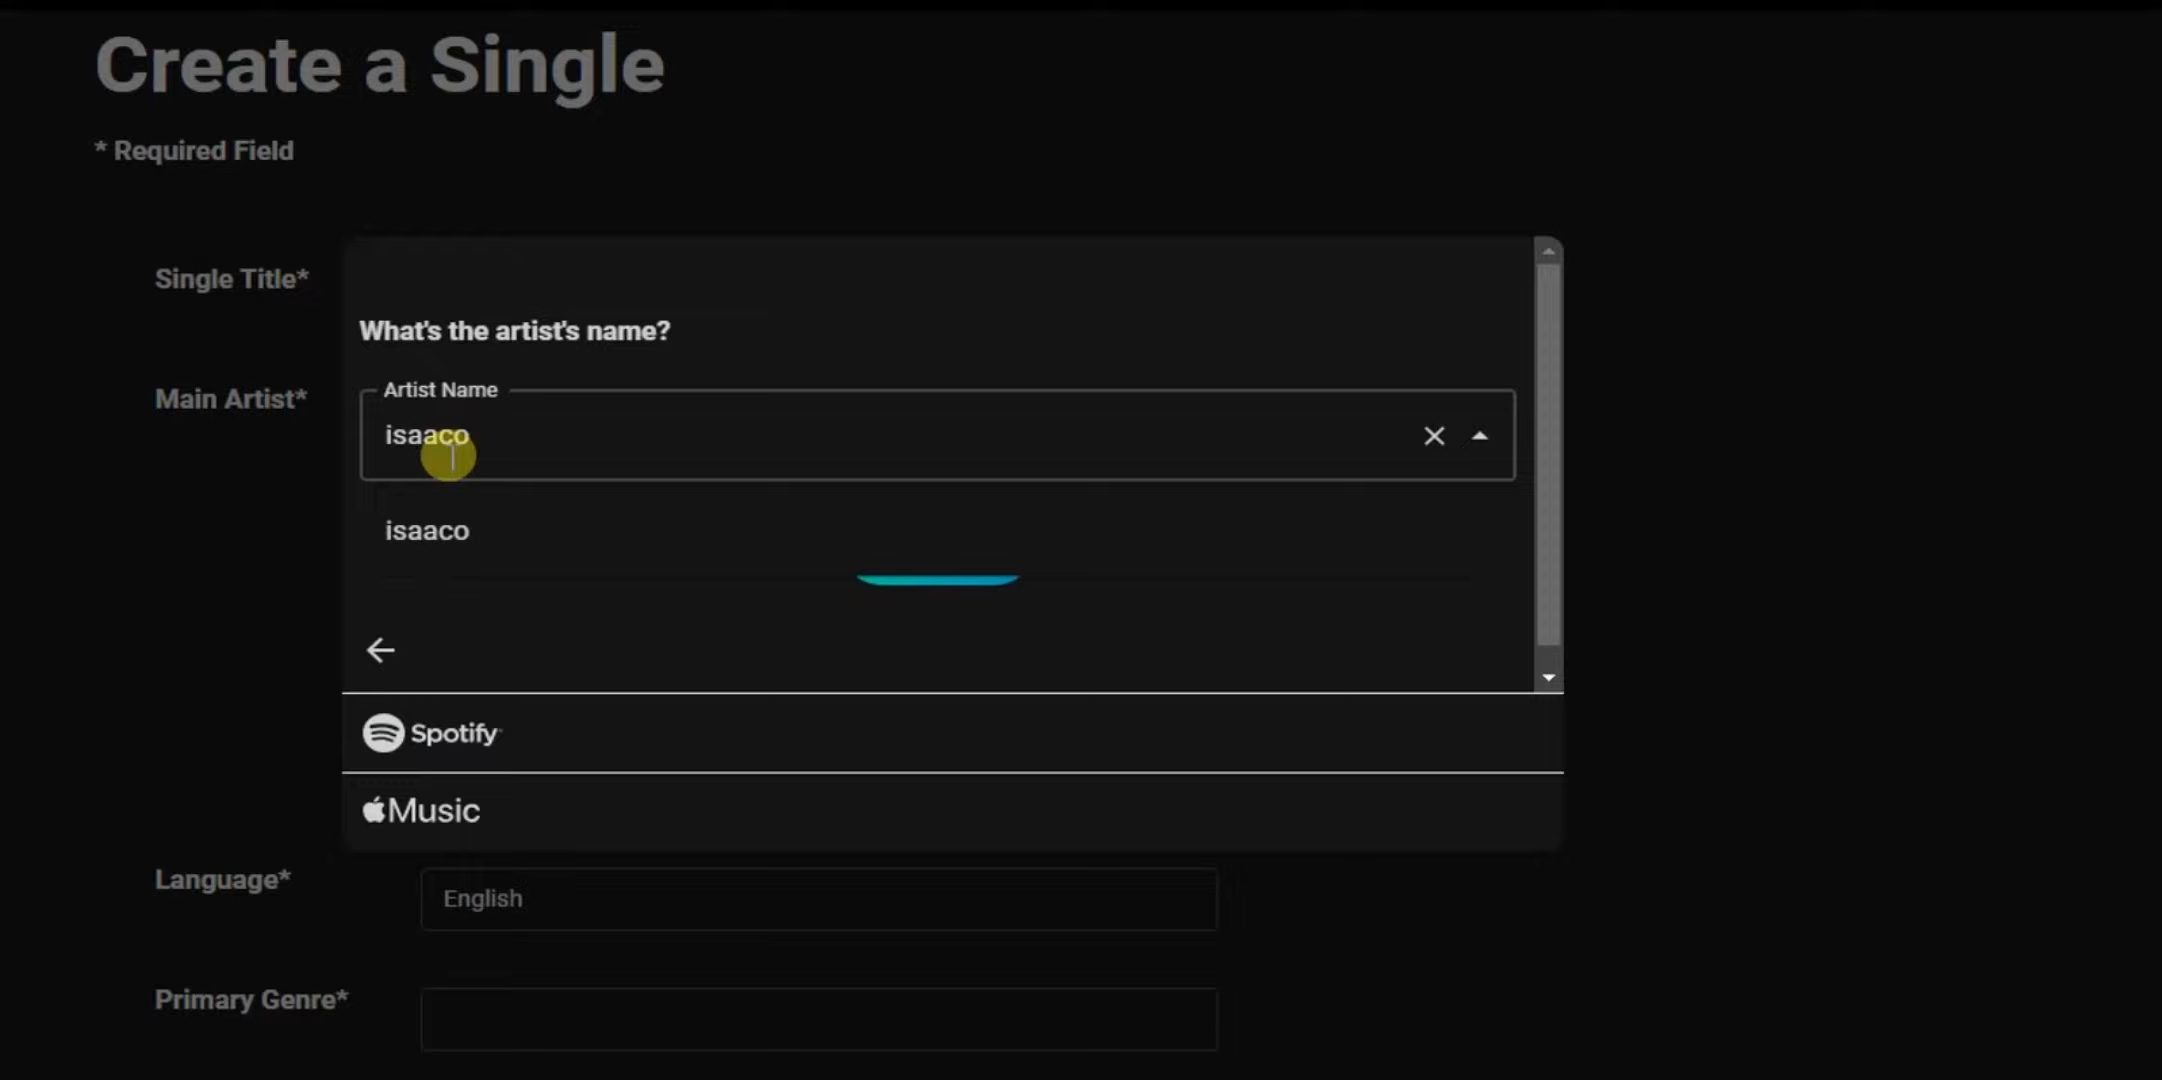 Create a Single
* Required Field
Single Title*
What's the artist's name?
Main Artist*
Artist Name
isaaco
isaaco
Spotify
Music
Language*
English
Primary Genre*